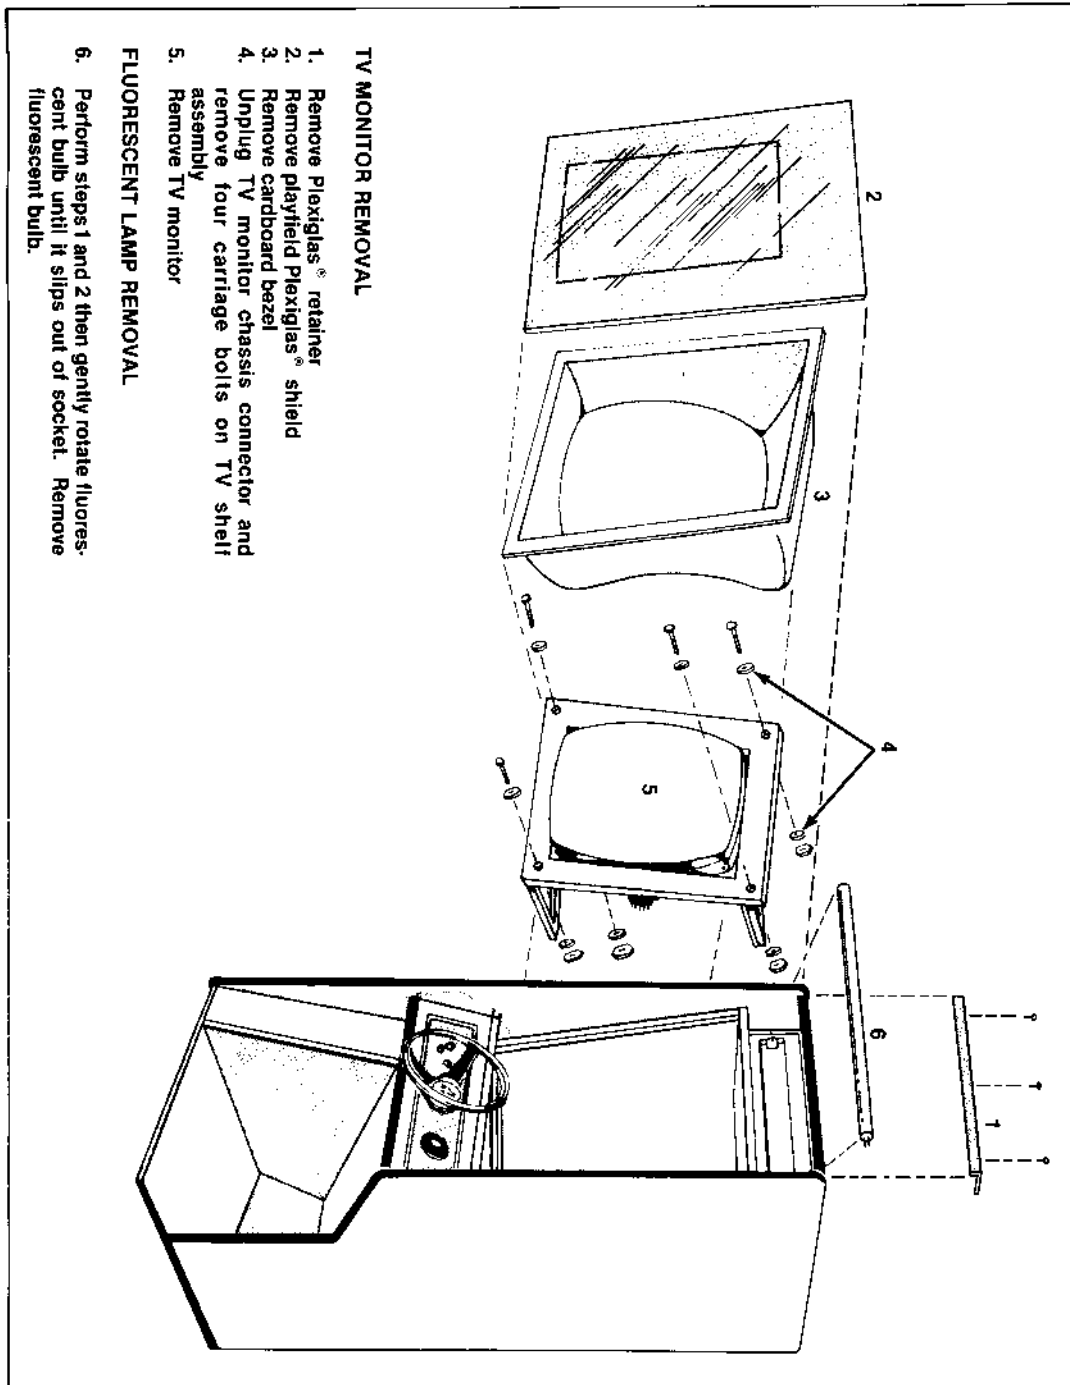 TV MONITOR REMOVAL
1. Remove Plexiglas® retainer
2. Remove playfield Plexiglas® shield
3. Remove cardboard bezel
4. Unplug TV monitor chassis connector and
remove four carriage bolts on TV shelf
assembly
5. Remove TV monitor
FLUORESCENT LAMP REMOVAL
6. Perform steps 1 and 2 then gently rotate fluores-
cent bulb until it slips out of socket. Remove
fluorescent bulb.
2
3
4
5
6